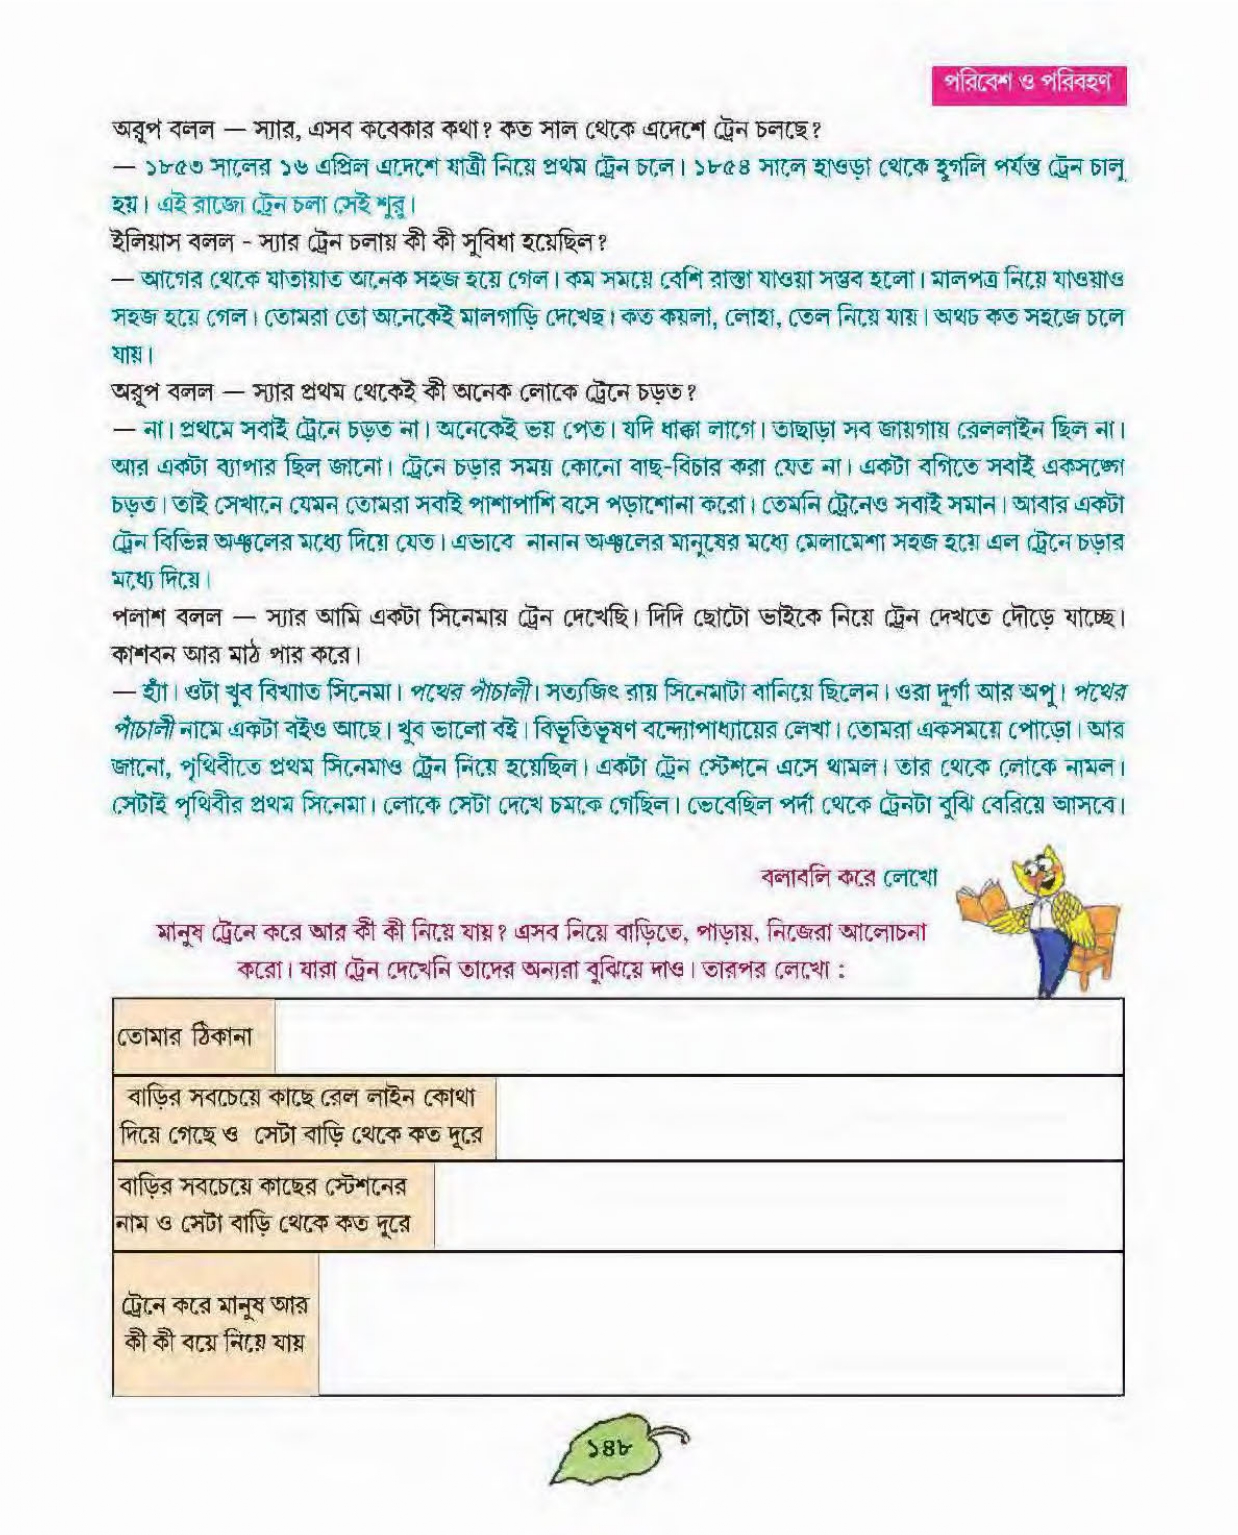 পরিবেশ ও পরিবহণ
অরূপ বলল — স্যার, এসব কবেকার কথা? কত সাল থেকে এদেশে ট্রেন চলছে?
— ১৮৫৩ সালের ১৬ এপ্রিল এদেশে যাত্রী নিয়ে প্রথম ট্রেন চলে। ১৮৫৪ সালে হাওড়া থেকে হুগলি পর্যন্ত ট্রেন চালু
হয়। এই রাজ্যে ট্রেন চলা সেই শুরু।
ইলিয়াস বলল - স্যার ট্রেন চলায় কী কী সুবিধা হয়েছিল?
— আগের থেকে যাতায়াত অনেক সহজ হয়ে গেল। কম সময়ে বেশি রাস্তা যাওয়া সম্ভব হলো। মালপত্র নিয়ে যাওয়াও
সহজ হয়ে গেল। তোমরা তো অনেকেই মালগাড়ি দেখেছ। কত কয়লা, লোহা, তেল নিয়ে যায়। অথচ কত সহজে চলে
যায়।
অরূপ বলল — স্যার প্রথম থেকেই কী অনেক লোকে ট্রেনে চড়ত?
— না। প্রথমে সবাই ট্রেনে চড়ত না। অনেকেই ভয় পেত। যদি ধাক্কা লাগে। তাছাড়া সব জায়গায় রেললাইন ছিল না।
আর একটা ব্যাপার ছিল জানো। ট্রেনে চড়ার সময় কোনো বাছ-বিচার করা যেত না। একটা বগিতে সবাই একসঙ্গে
চড়ত। তাই সেখানে যেমন তোমরা সবাই পাশাপাশি বসে পড়াশোনা করো। তেমনি ট্রেনেও সবাই সমান। আবার একটা
ট্রেন বিভিন্ন অঞ্চলের মধ্যে দিয়ে যেত। এভাবে নানান অঞ্চলের মানুষের মধ্যে মেলামেশা সহজ হয়ে এল ট্রেনে চড়ার
মধ্যে দিয়ে।
পলাশ বলল — স্যার আমি একটা সিনেমায় ট্রেন দেখেছি। দিদি ছোটো ভাইকে নিয়ে ট্রেন দেখতে দৌড়ে যাচ্ছে।
কাশবন আর মাঠ পার করে।
— হ্যাঁ। ওটা খুব বিখ্যাত সিনেমা। পথের পাঁচালী। সত্যজিৎ রায় সিনেমাটা বানিয়ে ছিলেন। ওরা দুর্গা আর অপু। পথের
পাঁচালী নামে একটা বইও আছে। খুব ভালো বই। বিভূতিভূষণ বন্দ্যোপাধ্যায়ের লেখা। তোমরা একসময়ে পোড়ো। আর
জানো, পৃথিবীতে প্রথম সিনেমাও ট্রেন নিয়ে হয়েছিল। একটা ট্রেন স্টেশনে এসে থামল। তার থেকে লোকে নামল।
সেটাই পৃথিবীর প্রথম সিনেমা। লোকে সেটা দেখে চমকে গেছিল। ভেবেছিল পর্দা থেকে ট্রেনটা বুঝি বেরিয়ে আসবে।
বলাবলি করে লেখো
মানুষ ট্রেনে করে আর কী কী নিয়ে যায়? এসব নিয়ে বাড়িতে, পাড়ায়, নিজেরা আলোচনা
করো। যারা ট্রেন দেখেনি তাদের অন্যরা বুঝিয়ে দাও। তারপর লেখো :
তোমার ঠিকানা
বাড়ির সবচেয়ে কাছে রেল লাইন কোথা
দিয়ে গেছে ও সেটা বাড়ি থেকে কত দূরে
বাড়ির সবচেয়ে কাছের স্টেশনের
নাম ও সেটা বাড়ি থেকে কত দূরে
ট্রেনে করে মানুষ আর
কী কী বয়ে নিয়ে যায়
১৪৮